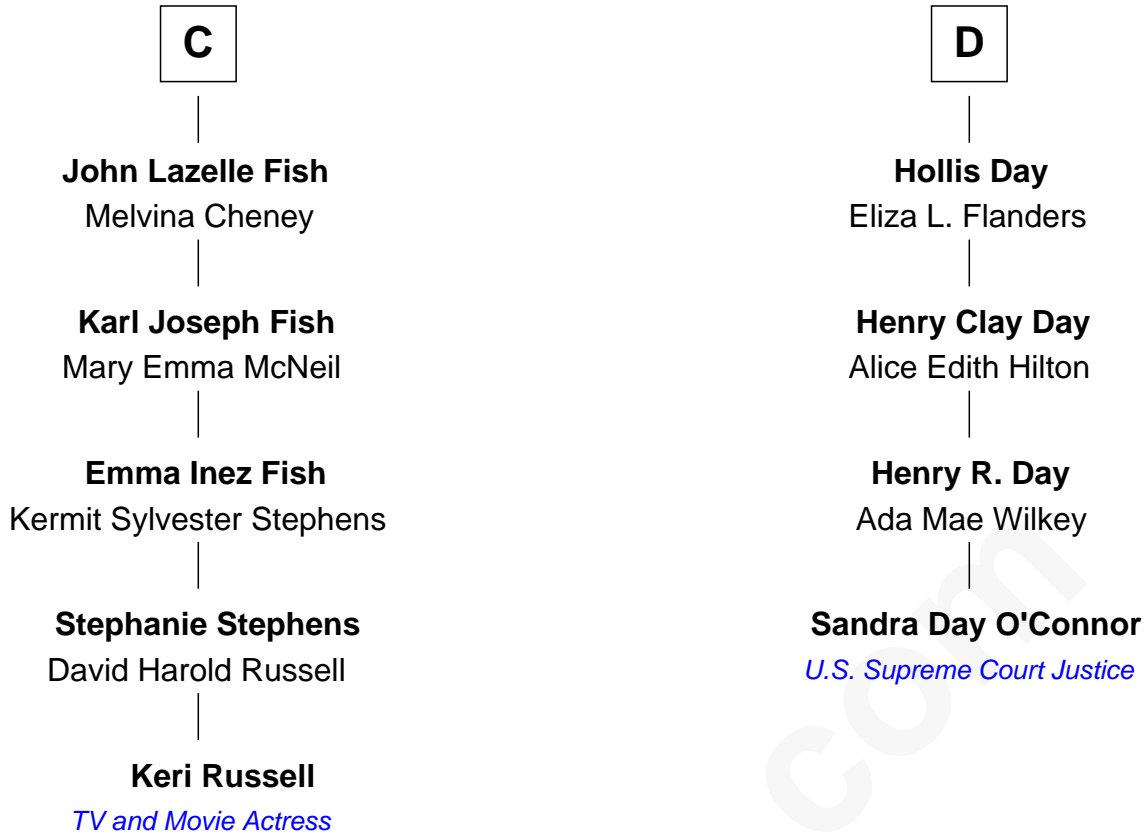 C
John Lazelle Fish
Melvina Cheney
Karl Joseph Fish
Mary Emma McNeil
Emma Inez Fish
Kermit Sylvester Stephens
Stephanie Stephens
David Harold Russell
Keri Russell
TV and Movie Actress
D
Hollis Day
Eliza L. Flanders
Henry Clay Day
Alice Edith Hilton
Henry R. Day
Ada Mae Wilkey
Sandra Day O'Connor
U.S. Supreme Court Justice
com